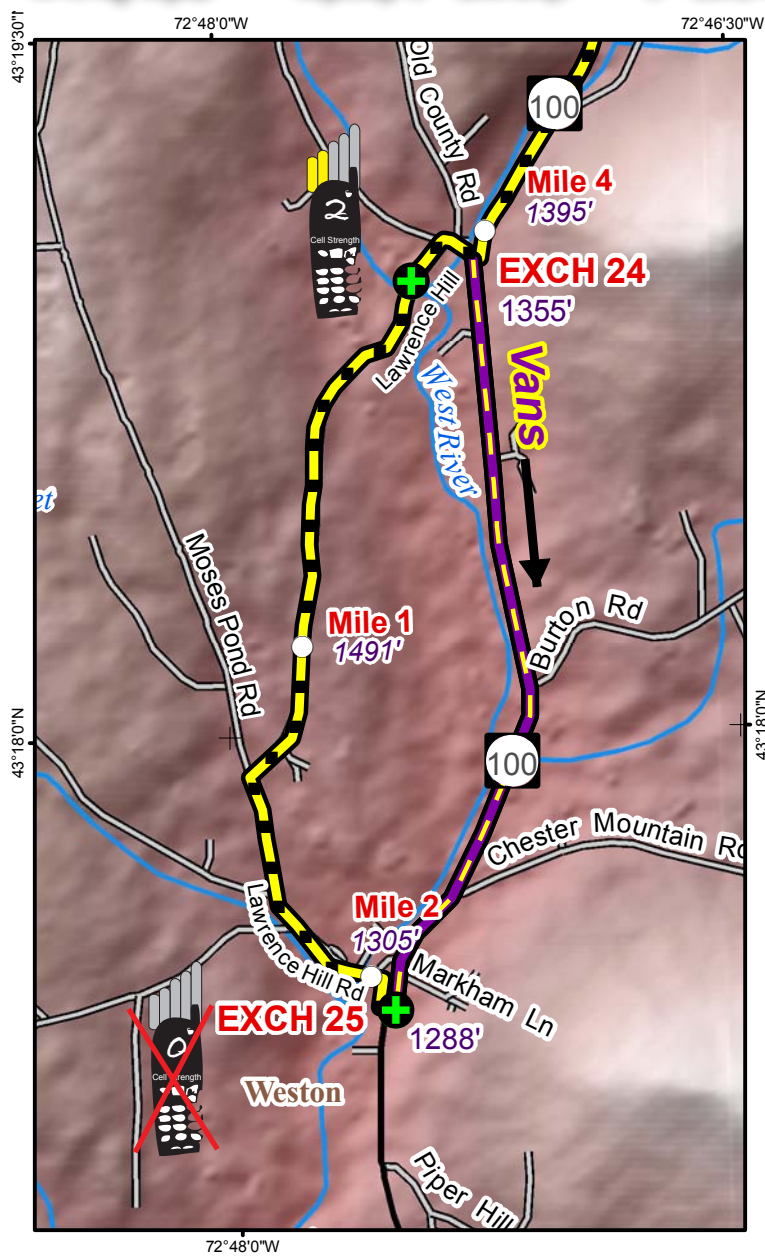 72°48'0"W
72°46'30"W
43°19'30"N
100
Old County Rd
Mile 4
1395'
2
Cell Strength
EXCH 24
1355'
Lawrence Hill
Vans
West River
et
Moses Pond Rd
Mile 1
1491'
Burton Rd
43°18'0"N
43°18'0"N
100
Chester Mountain Rd
Mile 2
1305'
Lawrence Hill Rd
Markham Ln
EXCH 25
1288'
0
Cell Strength
Weston
Piper Hill
72°48'0"W